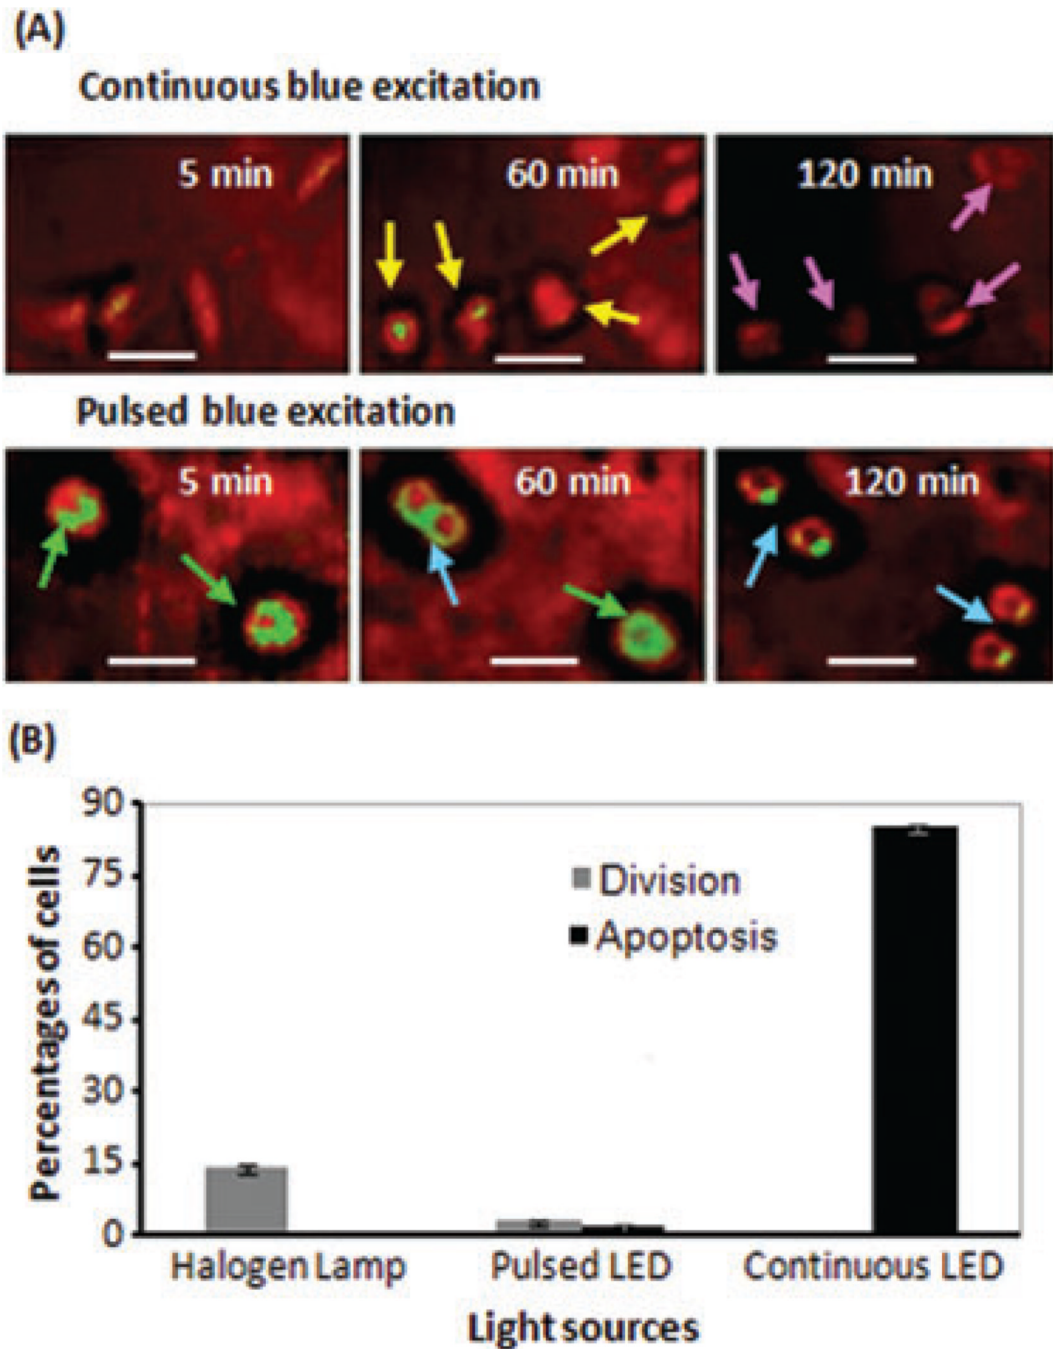 (A)
Continuous blue excitation
5 min
60 min
120 min
Pulsed blue excitation
5 min
60 min
120 min
(B)
90
75
60
45
30
15
0
Percentages of cells
Division
Apoptosis
Halogen Lamp
Pulsed LED
Continuous LED
Light sources